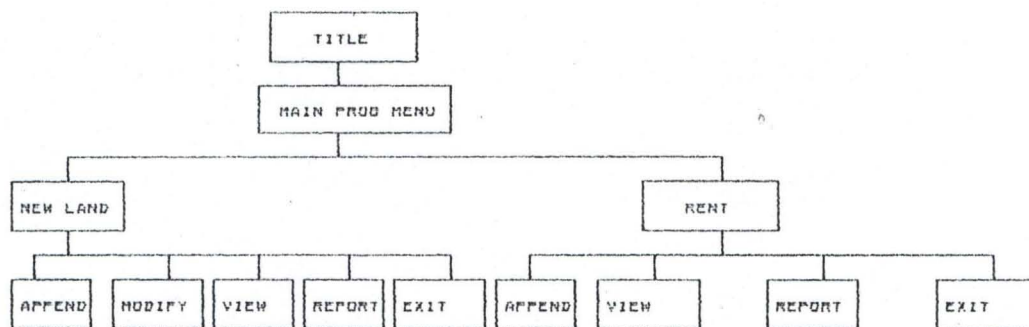 TITLE
MAIN PROG MENU
NEW LAND RENT
APPEND MODIFY VIEW REPORT EXIT APPEND VIEW REPORT EXIT